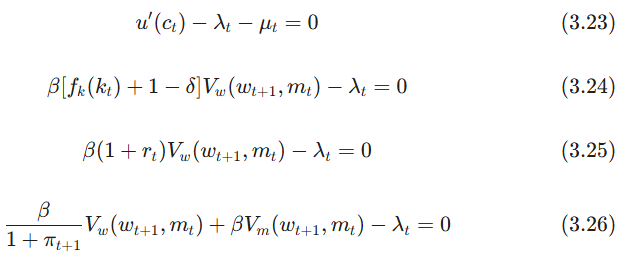 u′(c_t) − λ_t − μ_t = 0 (3.23)
β[f_k(k_t) + 1 − δ]V_w(w_{t+1}, m_t) − λ_t = 0 (3.24)
β(1 + r_t)V_w(w_{t+1}, m_t) − λ_t = 0 (3.25)
\frac{β}{1 + π_{t+1}} V_w(w_{t+1}, m_t) + βV_m(w_{t+1}, m_t) − λ_t = 0 (3.26)